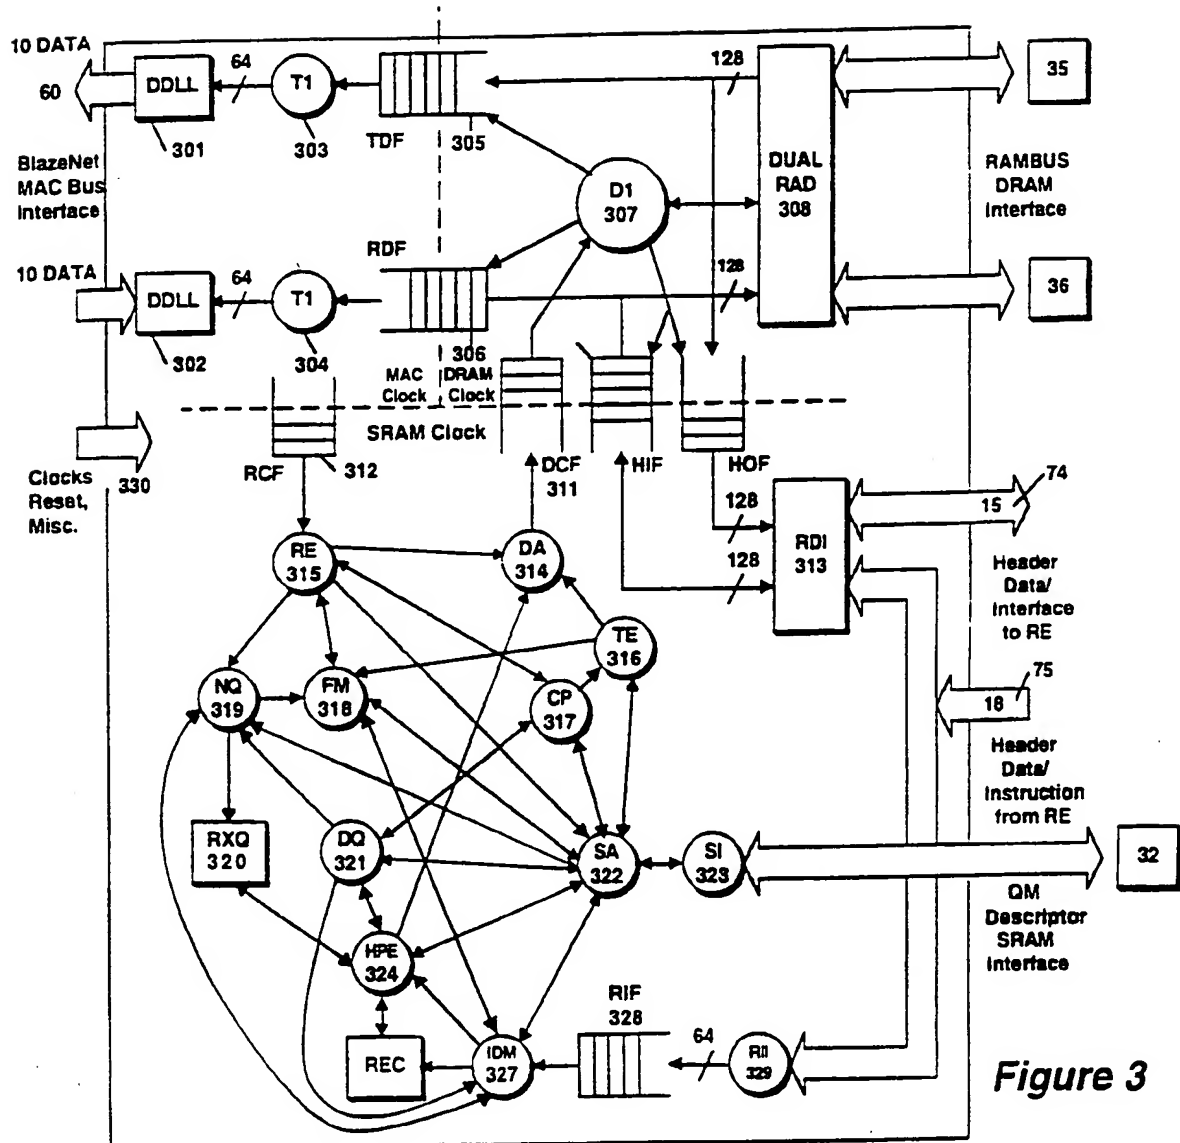 10 DATA
60
DDLL
301
64
T1
303
TDF
305
128
DUAL
RAD
308
35
RAMBUS
DRAM
Interface
BlazeNet
MAC Bus
Interface
D1
307
10 DATA
DDLL
302
64
T1
304
RDF
306
128
36
MAC
Clock
DRAM
Clock
SRAM Clock
Clocks
Reset,
Misc.
330
RCF
312
DCF
311
HIF
HOF
128
128
RDI
313
15
74
Header
Data/
Interface
to RE
18
75
Header
Data/
Instruction
from RE
RE
315
DA
314
TE
316
NQ
319
FM
318
CP
317
RXQ
320
DQ
321
SA
322
SI
323
32
QM
Descriptor
SRAM
Interface
HPE
324
REC
IDM
327
RIF
328
64
RII
329
Figure 3